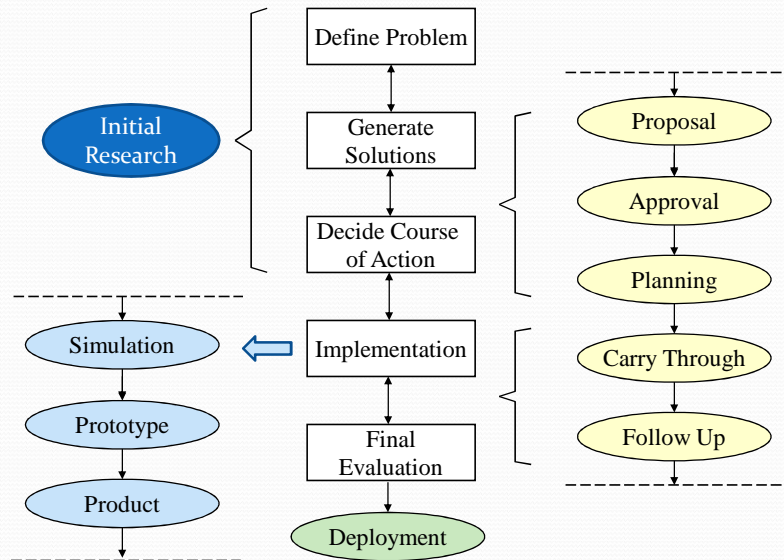 Define Problem
Initial
Research
Generate
Solutions
Decide Course
of Action
Implementation
Final
Evaluation
Deployment
Simulation
Prototype
Product
Proposal
Approval
Planning
Carry Through
Follow Up